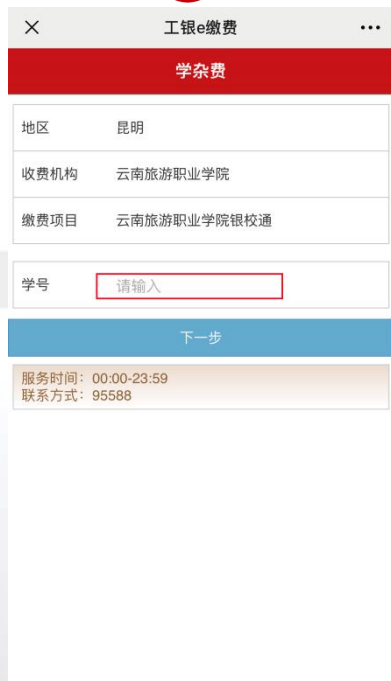 工银e缴费
学杂费
地区 昆明
收费机构 云南旅游职业学院
缴费项目 云南旅游职业学院银校通
学号 请输入
下一步
服务时间：00:00-23:59
联系方式：95588